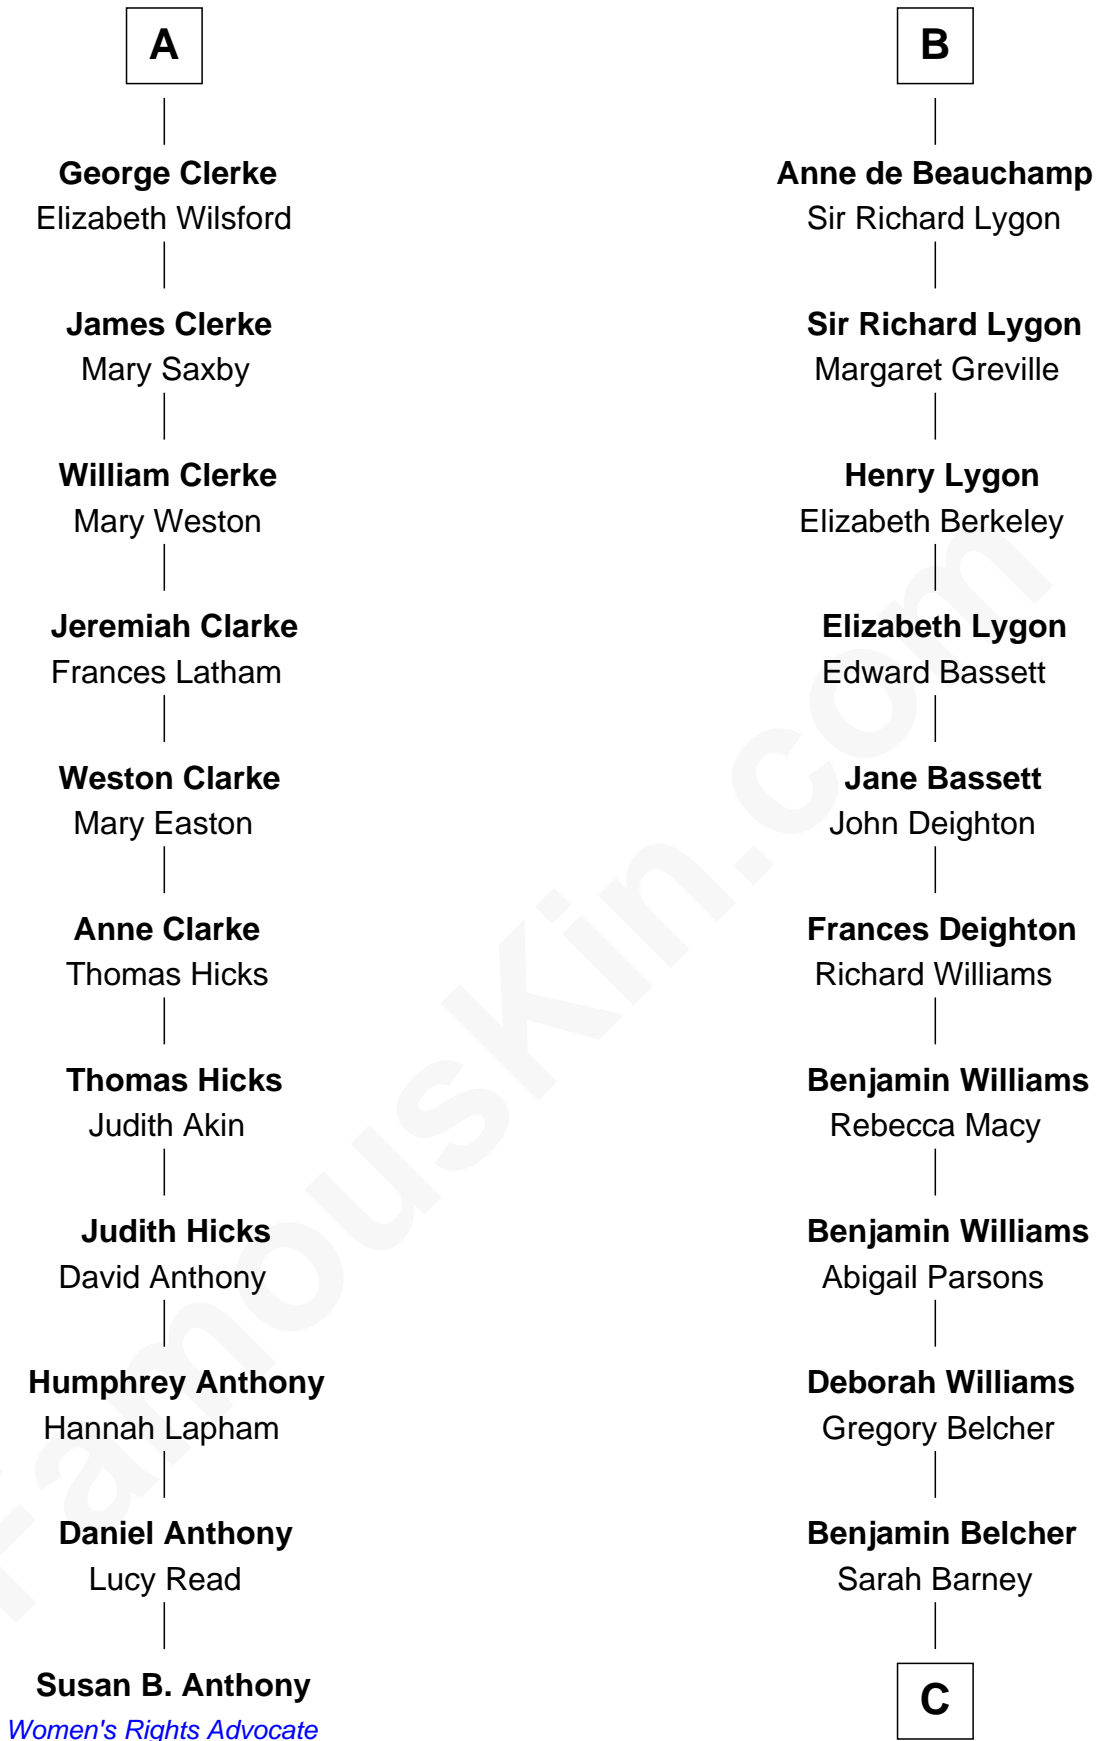 A
George Clerke
Elizabeth Wilsford
James Clerke
Mary Saxby
William Clerke
Mary Weston
Jeremiah Clarke
Frances Latham
Weston Clarke
Mary Easton
Anne Clarke
Thomas Hicks
Thomas Hicks
Judith Akin
Judith Hicks
David Anthony
Humphrey Anthony
Hannah Lapham
Daniel Anthony
Lucy Read
Susan B. Anthony
Women's Rights Advocate
B
Anne de Beauchamp
Sir Richard Lygon
Sir Richard Lygon
Margaret Greville
Henry Lygon
Elizabeth Berkeley
Elizabeth Lygon
Edward Bassett
Jane Bassett
John Deighton
Frances Deighton
Richard Williams
Benjamin Williams
Rebecca Macy
Benjamin Williams
Abigail Parsons
Deborah Williams
Gregory Belcher
Benjamin Belcher
Sarah Barney
C
FamousKin.com